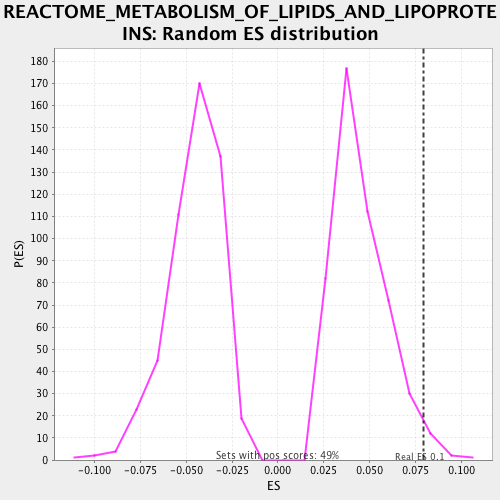 REACTOME_METABOLISM_OF_LIPIDS_AND_LIPOPROTE
INS: Random ES distribution
180
170
160
150
140
130
120
110
100
90
80
70
60
50
40
30
20
10
0
P(ES)
Sets with pos scores: 49%
Real ES 0.1
-0.100 -0.075 -0.050 -0.025 0.000 0.025 0.050 0.075 0.100
ES